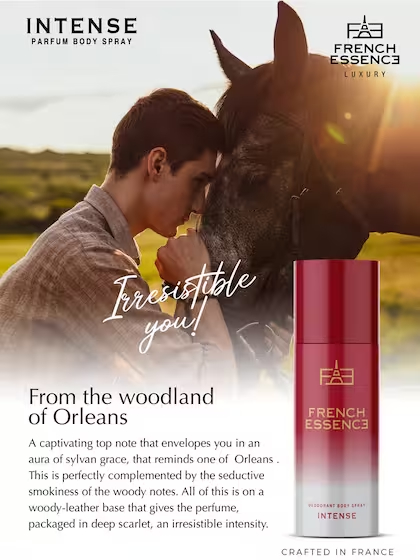 INTENSE
PARFUM BODY SPRAY
FRENCH
ESSENCE
LUXURY
Irresistible
you!
From the woodland
of Orleans
A captivating top note that envelopes you in an
aura of sylvan grace, that reminds one of Orleans .
This is perfectly complemented by the seductive
smokiness of the woody notes. All of this is on a
woody-leather base that gives the perfume,
packaged in deep scarlet, an irresistible intensity.
FRENCH
ESSENCE
DEODORANT BODY SPRAY
INTENSE
CRAFTED IN FRANCE